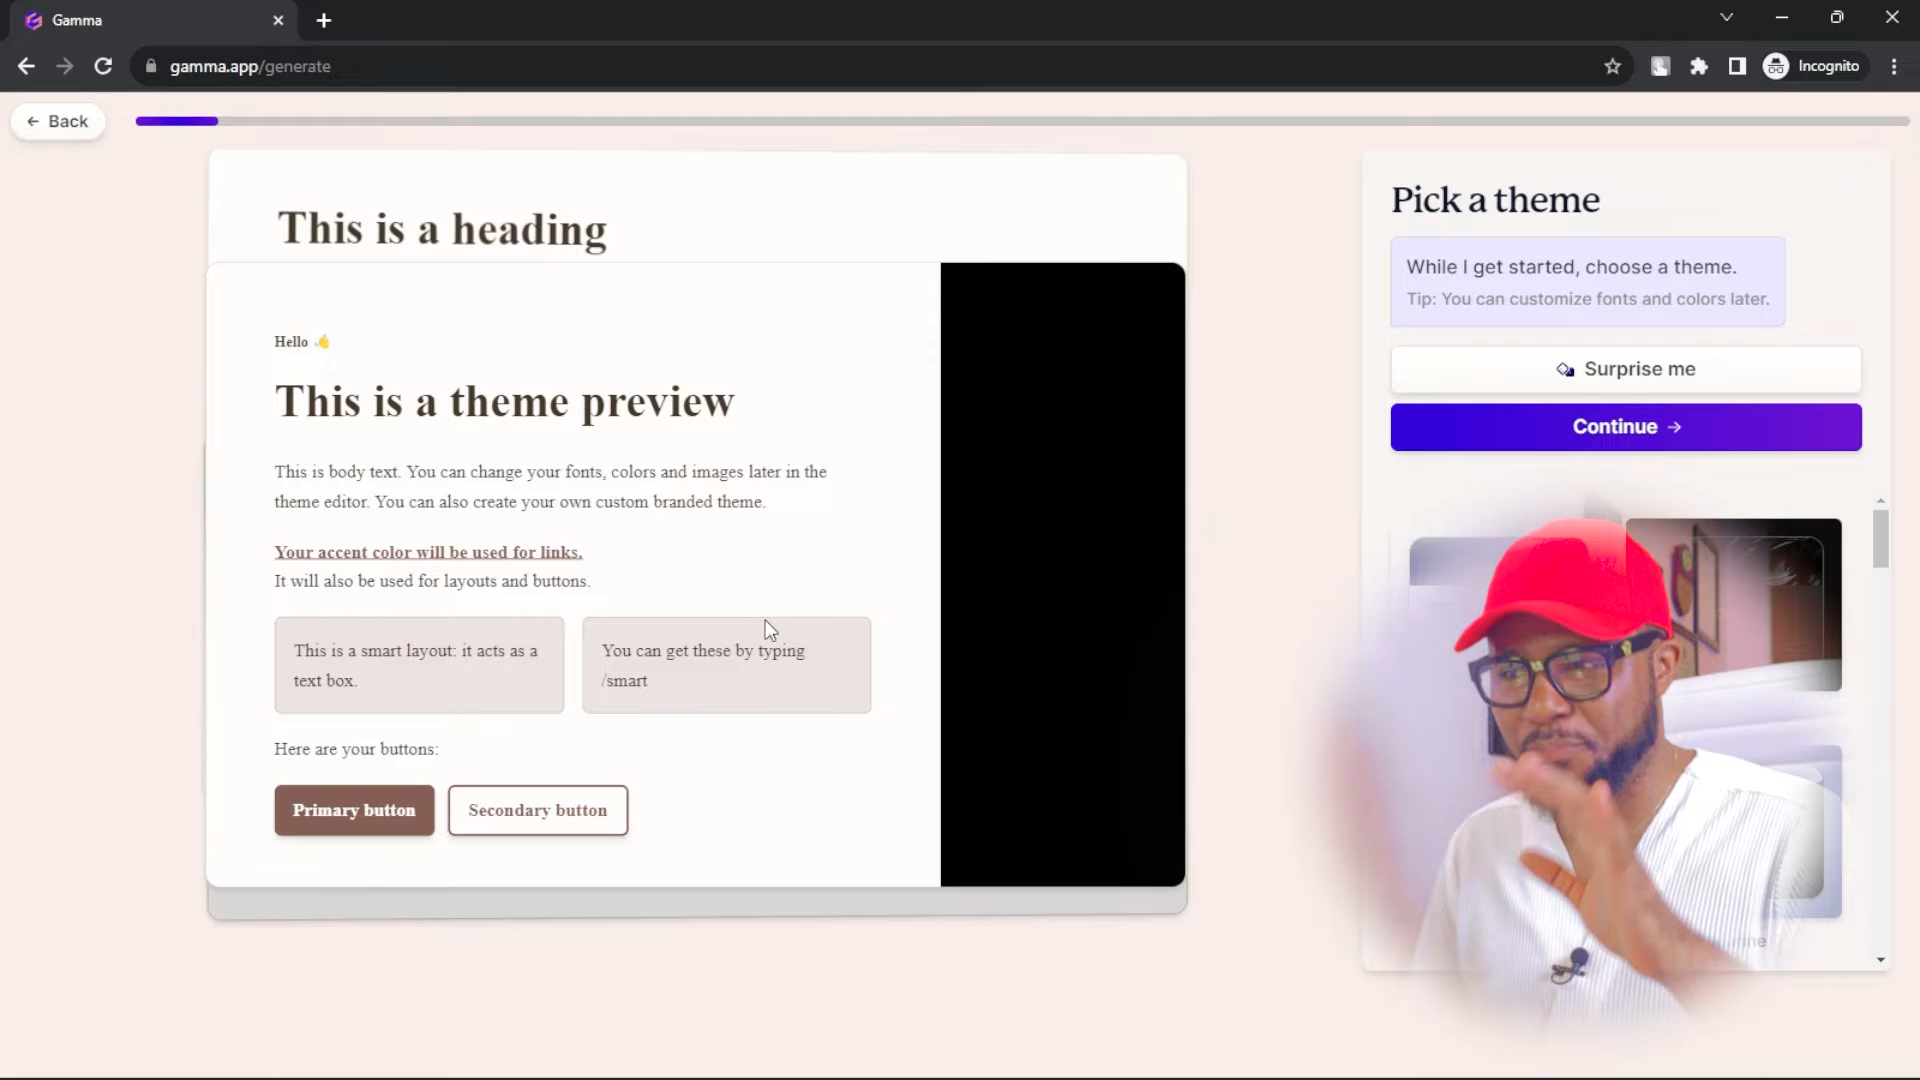 Gamma
gamma.app/generate
Incognito
← Back
This is a heading
Hello 👋
This is a theme preview
This is body text. You can change your fonts, colors and images later in the
theme editor. You can also create your own custom branded theme.
Your accent color will be used for links.
It will also be used for layouts and buttons.
This is a smart layout: it acts as a
text box.
You can get these by typing
/smart
Here are your buttons:
Primary button
Secondary button
Pick a theme
While I get started, choose a theme.
Tip: You can customize fonts and colors later.
Surprise me
Continue →